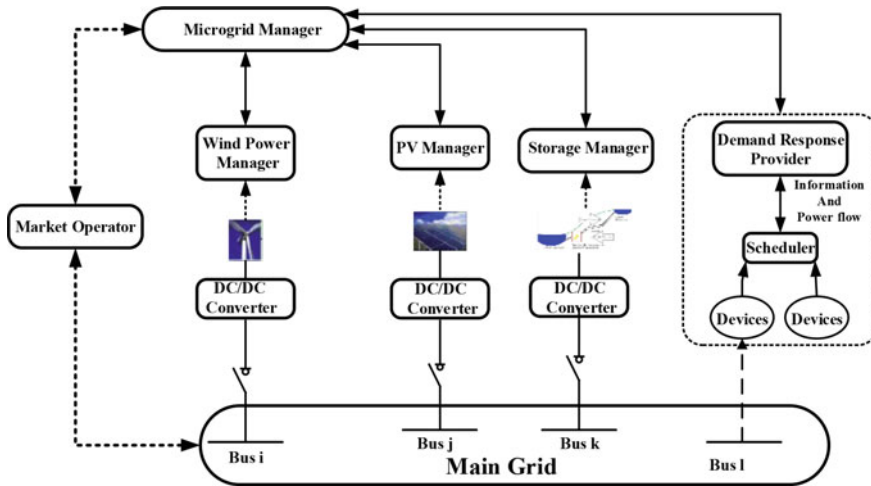 Microgrid Manager
Wind Power
Manager
PV Manager
Storage Manager
Demand Response
Provider
Information
And
Power flow
Market Operator
Scheduler
DC/DC
Converter
DC/DC
Converter
DC/DC
Converter
Devices
Devices
Bus i
Bus j
Bus k
Bus l
Main Grid